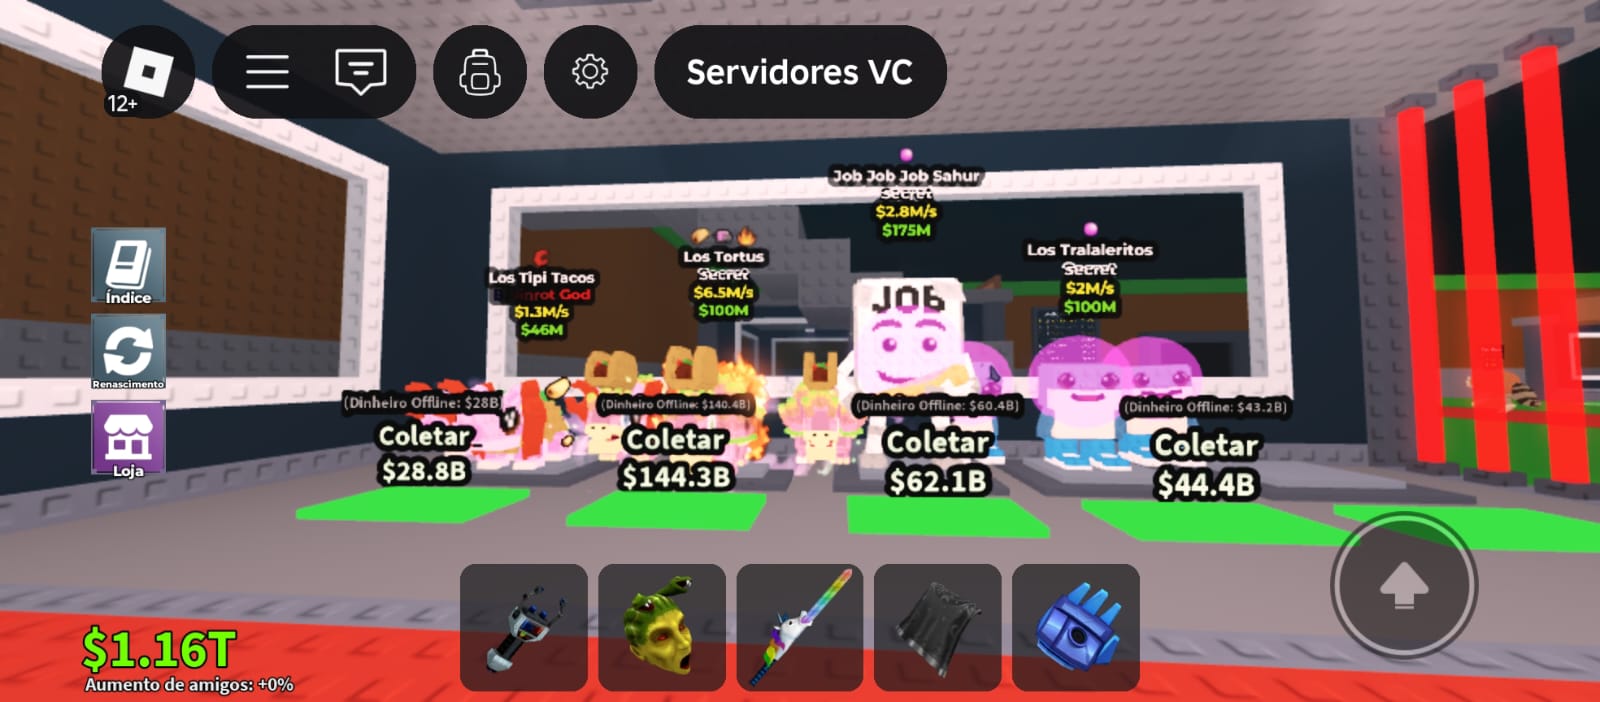 12+
Servidores VC
Job Job Job Sahur
Secret
$2.8M/s
$175M
Los Tralaleritos
Secret
$2M/s
$100M
Los Tortus
Secret
$6.5M/s
$100M
Los Tipi Tacos
God
$1.3M/s
$46M
JOB
Índice
Renascimento
Loja
(Dinheiro Offline: $28B)
Coletar
$28.8B
(Dinheiro Offline: $140.4B)
Coletar
$144.3B
(Dinheiro Offline: $60.4B)
Coletar
$62.1B
(Dinheiro Offline: $43.2B)
Coletar
$44.4B
$1.16T
Aumento de amigos: +0%